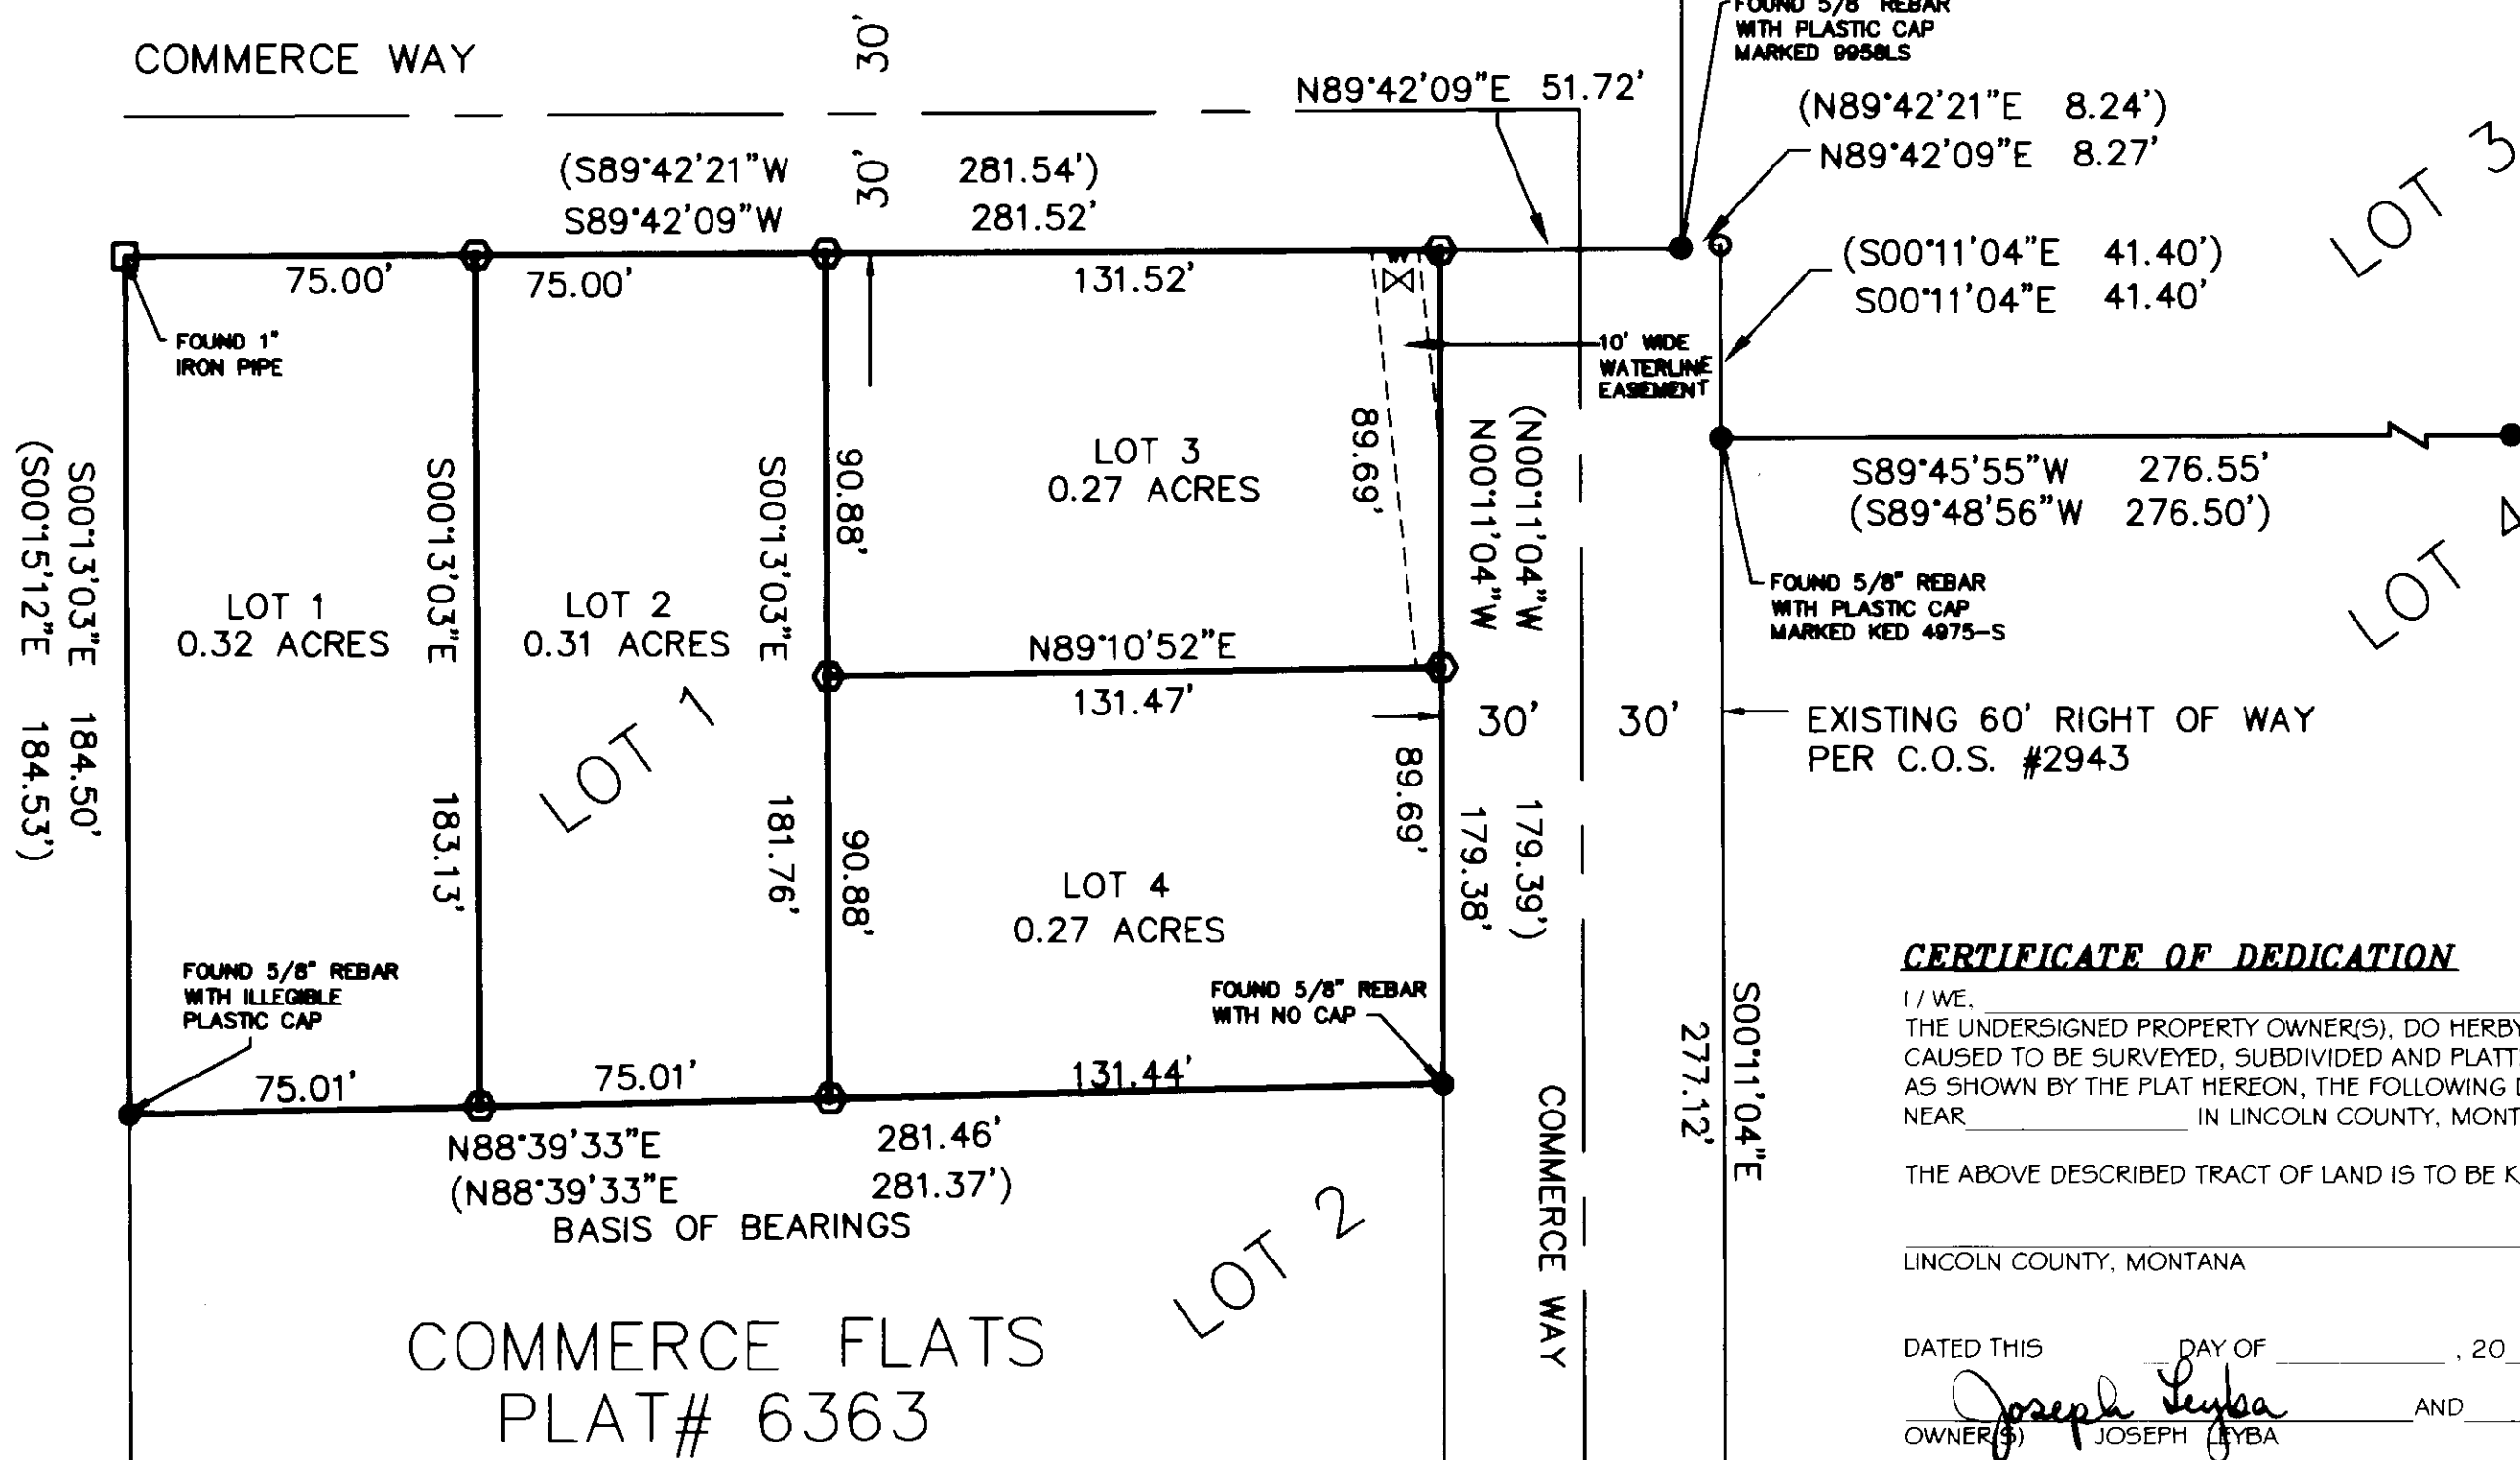 COMMERCE WAY
30'
30'
FOUND 5/8" REBAR
WITH PLASTIC CAP
MARKED 9958LS
N89°42'09"E 51.72'
(N89°42'21"E 8.24')
N89°42'09"E 8.27'
(S89°42'21"W 281.54')
S89°42'09"W 281.52'
(S00°11'04"E 41.40')
S00°11'04"E 41.40'
LOT 3
75.00'
75.00'
131.52'
W
FOUND 1"
IRON PIPE
10' WIDE
WATERLINE
EASEMENT
S89°45'55"W 276.55'
(S89°48'56"W 276.50')
LOT 4
FOUND 5/8" REBAR
WITH PLASTIC CAP
MARKED KED 4975-S
(S00°15'12"E 184.53')
S00°13'03"E 184.50'
LOT 1
0.32 ACRES
S00°13'03"E 183.13'
LOT 2
0.31 ACRES
S00°13'03"E 181.76'
90.88'
LOT 3
0.27 ACRES
89.69'
N00°11'04"W 179.38'
(N00°11'04"W 179.39')
N89°10'52"E
131.47'
LOT 1
30'
30'
EXISTING 60' RIGHT OF WAY
PER C.O.S. #2943
90.88'
89.69'
LOT 4
0.27 ACRES
FOUND 5/8" REBAR
WITH ILLEGIBLE
PLASTIC CAP
FOUND 5/8" REBAR
WITH NO CAP
75.01'
75.01'
131.44'
N88°39'33"E 281.46'
(N88°39'33"E 281.37')
BASIS OF BEARINGS
LOT 2
COMMERCE WAY
S00°11'04"E
277.12'
COMMERCE FLATS
PLAT# 6363
CERTIFICATE OF DEDICATION
I / WE,
THE UNDERSIGNED PROPERTY OWNER(S), DO HERBY
CAUSED TO BE SURVEYED, SUBDIVIDED AND PLATT
AS SHOWN BY THE PLAT HEREON, THE FOLLOWING
NEAR IN LINCOLN COUNTY, MONT
THE ABOVE DESCRIBED TRACT OF LAND IS TO BE K
LINCOLN COUNTY, MONTANA
DATED THIS DAY OF , 20
Joseph Leyba AND
OWNER(S) JOSEPH LEYBA